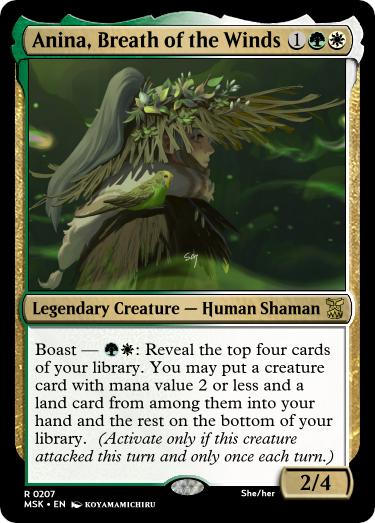 Anina, Breath of the Winds 1
Legendary Creature — Human Shaman
Boast — : Reveal the top four cards
of your library. You may put a creature
card with mana value 2 or less and a
land card from among them into your
hand and the rest on the bottom of your
library. (Activate only if this creature
attacked this turn and only once each turn.)
2/4
R 0207
She/her
MSK • EN KOYAMAMICHIRU